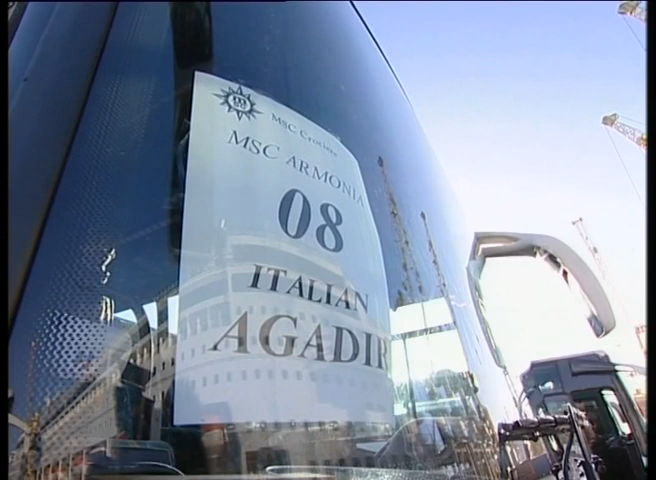 MSC Crociere
MSC ARMONIA
08
ITALIAN
AGADIR